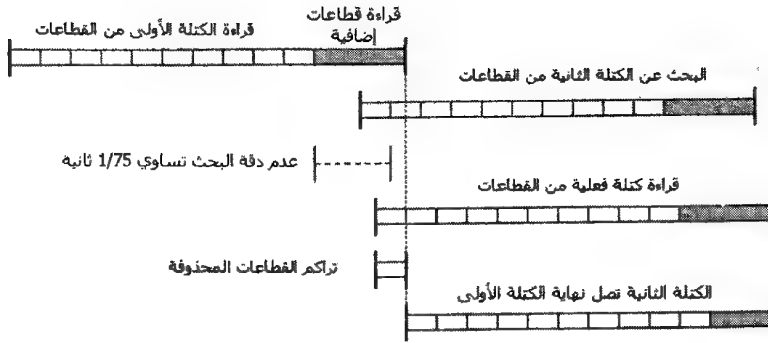 قراءة قطاعات
إضافية
قراءة الكتلة الأولى من القطاعات
البحث عن الكتلة الثانية من القطاعات
عدم دقة البحث تساوي 1/75 ثانية
قراءة كتلة فعلية من القطاعات
تراكم القطاعات المحذوفة
الكتلة الثانية تصل نهاية الكتلة الأولى